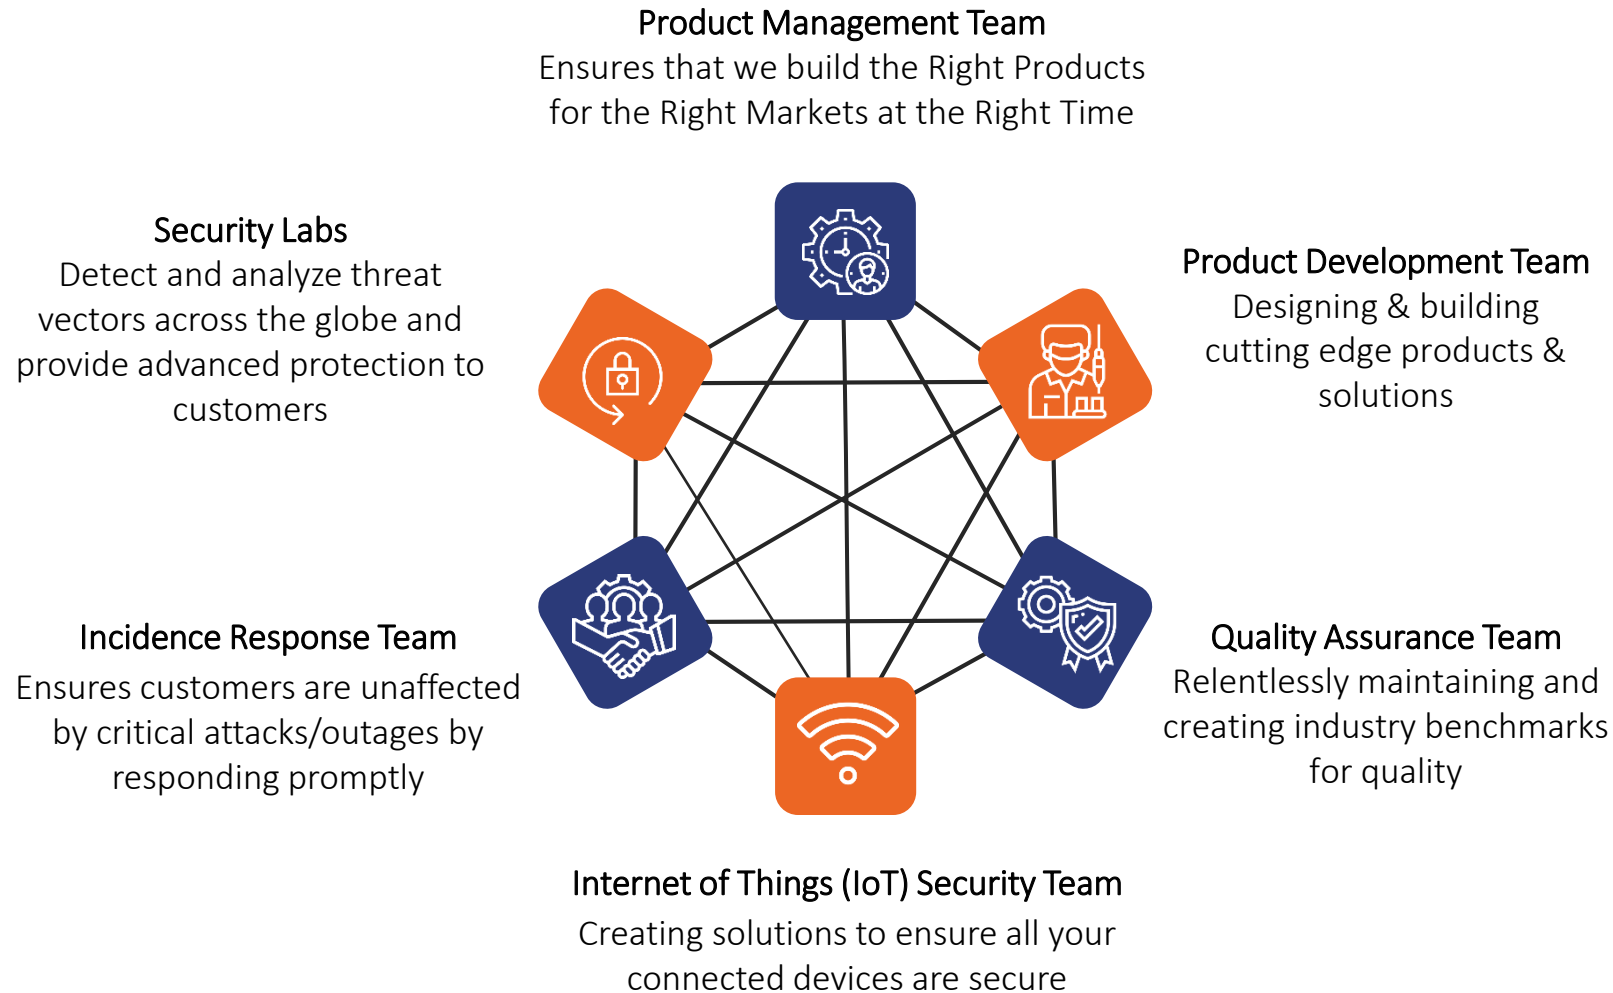 Product Management Team
Ensures that we build the Right Products
for the Right Markets at the Right Time
Security Labs
Detect and analyze threat
vectors across the globe and
provide advanced protection to
customers
Product Development Team
Designing & building
cutting edge products &
solutions
Incidence Response Team
Ensures customers are unaffected
by critical attacks/outages by
responding promptly
Quality Assurance Team
Relentlessly maintaining and
creating industry benchmarks
for quality
Internet of Things (IoT) Security Team
Creating solutions to ensure all your
connected devices are secure